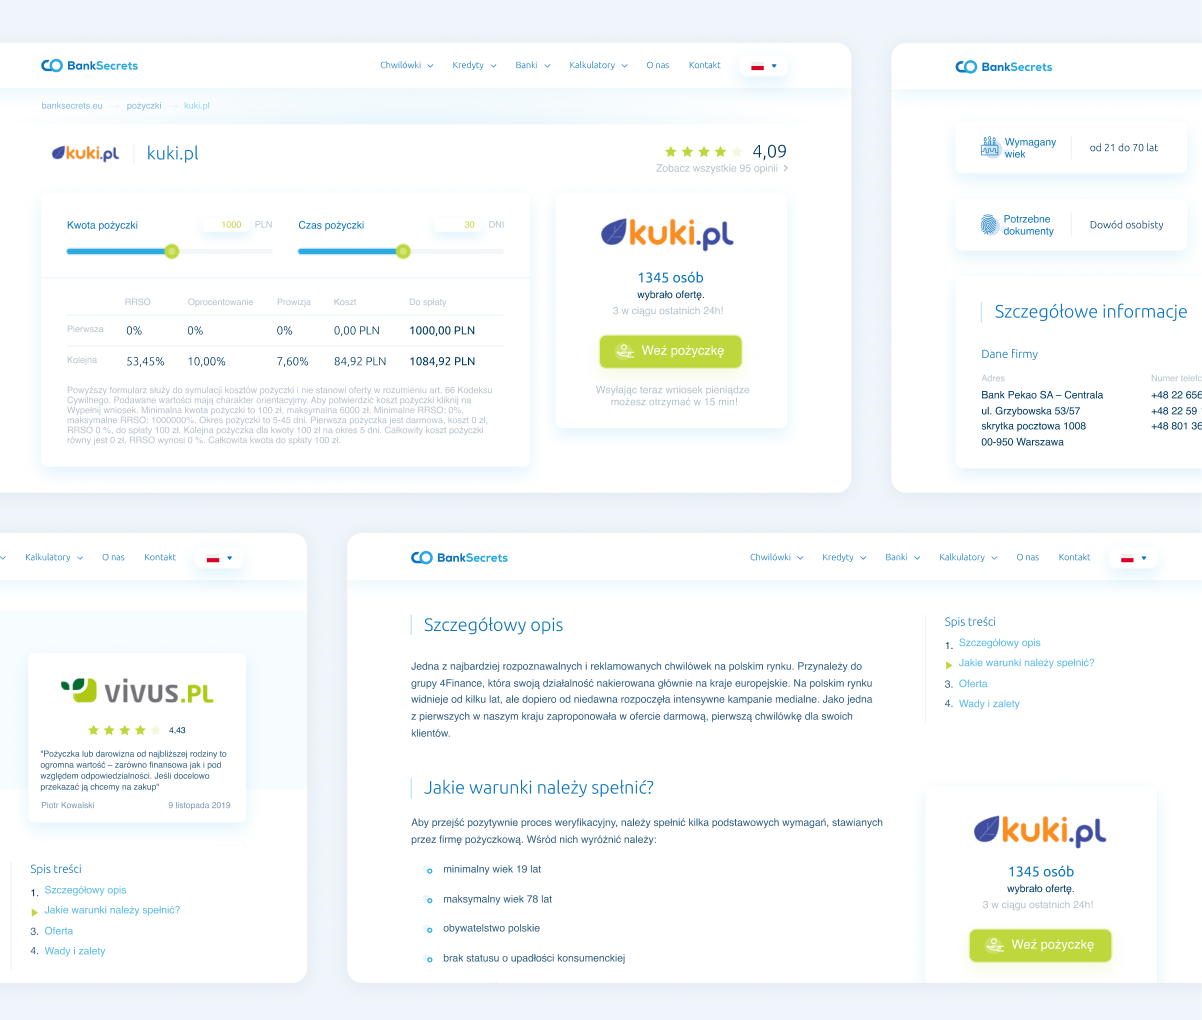 BankSecrets
Chwilówki Kredyty Banki Kalkulatory O nas Kontakt
banksecrets.eu pożyczki kuki.pl
kuki.pl kuki.pl
4,09
Zobacz wszystkie 95 opinii
Kwota pożyczki 1000 PLN Czas pożyczki 30 DNI
RRSO Oprocentowanie Prowizja Koszt Do spłaty
Pierwsza 0% 0% 0% 0,00 PLN 1000,00 PLN
Kolejna 53,45% 10,00% 7,60% 84,92 PLN 1084,92 PLN
Powyższy formularz służy do symulacji kosztów pożyczki i nie stanowi oferty w rozumieniu art. 66 Kodeksu
Cywilnego. Podawane wartości mają charakter orientacyjny. Aby potwierdzić koszt pożyczki kliknij na
Wypełnij wniosek. Minimalna kwota pożyczki to 100 zł, maksymalna 6000 zł. Minimalne RRSO: 0%,
maksymalne RRSO: 1000000%. Okres pożyczki to 5-45 dni. Pierwsza pożyczka jest darmowa, koszt 0 zł,
RRSO 0 %, do spłaty 100 zł. Kolejna pożyczka dla kwoty 100 zł na okres 5 dni. Całkowity koszt pożyczki
równy jest 0 zł, RRSO wynosi 0 %. Całkowita kwota do spłaty 100 zł.
kuki.pl
1345 osób
wybrało ofertę.
3 w ciągu ostatnich 24h!
Weź pożyczkę
Wsyłając teraz wniosek pieniądze
możesz otrzymać w 15 min!
BankSecrets
Wymagany
wiek
od 21 do 70 lat
Potrzebne
dokumenty
Dowód osobisty
Szczegółowe informacje
Dane firmy
Adres
Bank Pekao SA – Centrala
ul. Grzybowska 53/57
skrytka pocztowa 1008
00-950 Warszawa
Numer telefo
+48 22 656
+48 22 59
+48 801 36
Kalkulatory O nas Kontakt
VIVUS.PL
4,43
"Pożyczka lub darowizna od najbliższej rodziny to
ogromna wartość – zarówno finansowa jak i pod
względem odpowiedzialności. Jeśli docelowo
przekazać ją chcemy na zakup"
Piotr Kowalski 9 listopada 2019
Spis treści
1. Szczegółowy opis
Jakie warunki należy spełnić?
3. Oferta
4. Wady i zalety
BankSecrets
Chwilówki Kredyty Banki Kalkulatory O nas Kontakt
Szczegółowy opis
Jedna z najbardziej rozpoznawalnych i reklamowanych chwilówek na polskim rynku. Przynależy do
grupy 4Finance, która swoją działalność nakierowana głównie na kraje europejskie. Na polskim rynku
widnieje od kilku lat, ale dopiero od niedawna rozpoczęła intensywne kampanie medialne. Jako jedna
z pierwszych w naszym kraju zaproponowała w ofercie darmową, pierwszą chwilówkę dla swoich
klientów.
Jakie warunki należy spełnić?
Aby przejść pozytywnie proces weryfikacyjny, należy spełnić kilka podstawowych wymagań, stawianych
przez firmę pożyczkową. Wśród nich wyróżnić należy:
minimalny wiek 19 lat
maksymalny wiek 78 lat
obywatelstwo polskie
brak statusu o upadłości konsumenckiej
Spis treści
1. Szczegółowy opis
Jakie warunki należy spełnić?
3. Oferta
4. Wady i zalety
kuki.pl
1345 osób
wybrało ofertę.
3 w ciągu ostatnich 24h!
Weź pożyczkę